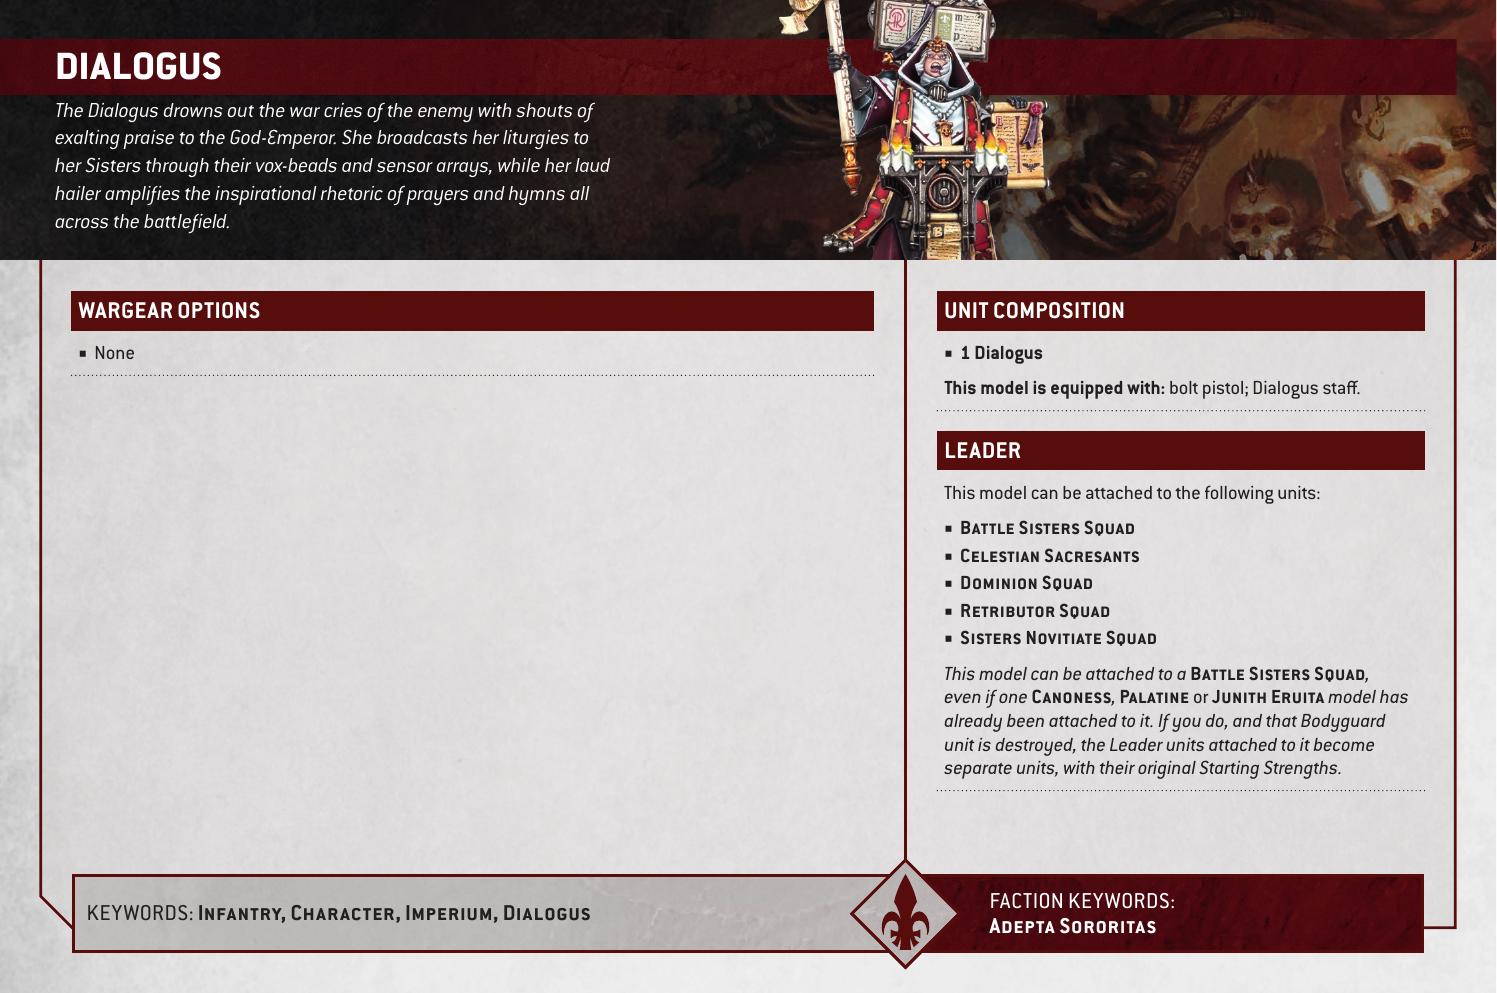 DIALOGUS
The Dialogus drowns out the war cries of the enemy with shouts of
exalting praise to the God-Emperor. She broadcasts her liturgies to
her Sisters through their vox-beads and sensor arrays, while her laud
hailer amplifies the inspirational rhetoric of prayers and hymns all
across the battlefield.
WARGEAR OPTIONS
▪ None
UNIT COMPOSITION
▪ 1 Dialogus
This model is equipped with: bolt pistol; Dialogus staff.
LEADER
This model can be attached to the following units:
▪ Battle Sisters Squad
▪ Celestian Sacresants
▪ Dominion Squad
▪ Retributor Squad
▪ Sisters Novitiate Squad
This model can be attached to a Battle Sisters Squad,
even if one Canoness, Palatine or Junith Eruita model has
already been attached to it. If you do, and that Bodyguard
unit is destroyed, the Leader units attached to it become
separate units, with their original Starting Strengths.
KEYWORDS: Infantry, Character, Imperium, Dialogus
FACTION KEYWORDS:
Adepta Sororitas